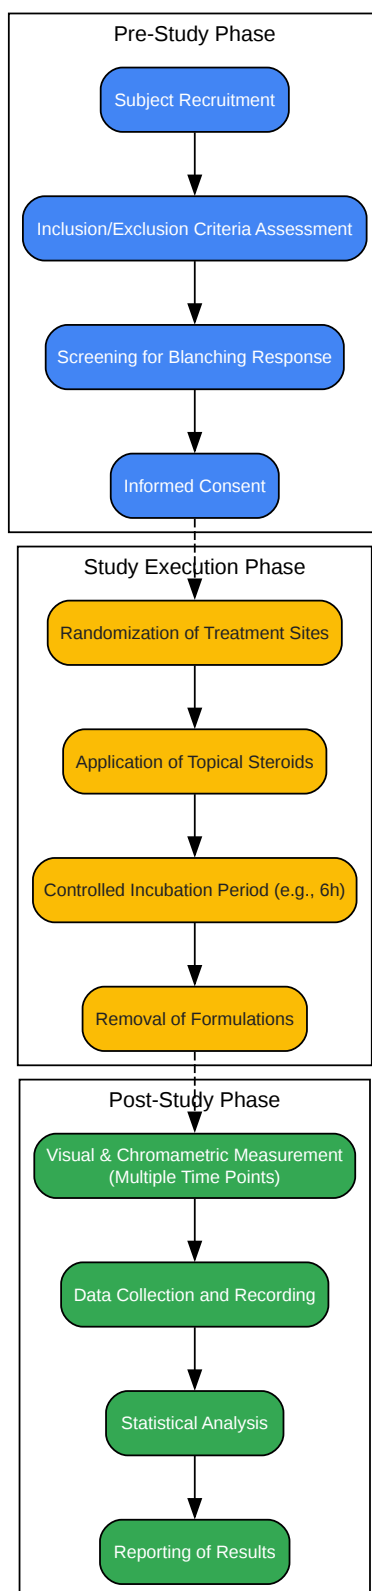 Pre-Study Phase
Subject Recruitment
Inclusion/Exclusion Criteria Assessment
Screening for Blanching Response
Informed Consent
Study Execution Phase
Randomization of Treatment Sites
Application of Topical Steroids
Controlled Incubation Period (e.g., 6h)
Removal of Formulations
Post-Study Phase
Visual & Chromametric Measurement
(Multiple Time Points)
Data Collection and Recording
Statistical Analysis
Reporting of Results